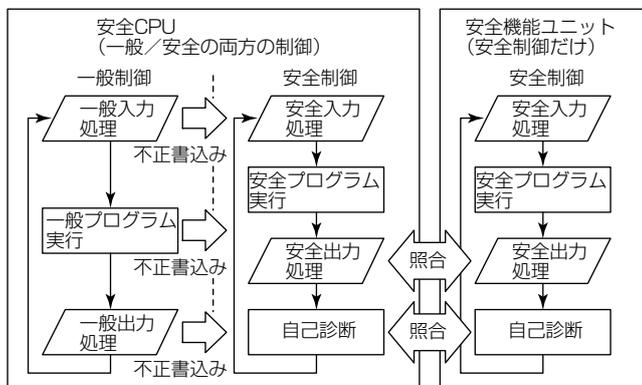 安全CPU
（一般／安全の両方の制御）
一般制御
一般入力
処理
不正書込み
一般プログラム
実行
不正書込み
一般出力
処理
不正書込み
安全制御
安全入力
処理
安全プログラム
実行
安全出力
処理
自己診断
照合
照合
安全機能ユニット
（安全制御だけ）
安全制御
安全入力
処理
安全プログラム
実行
安全出力
処理
自己診断